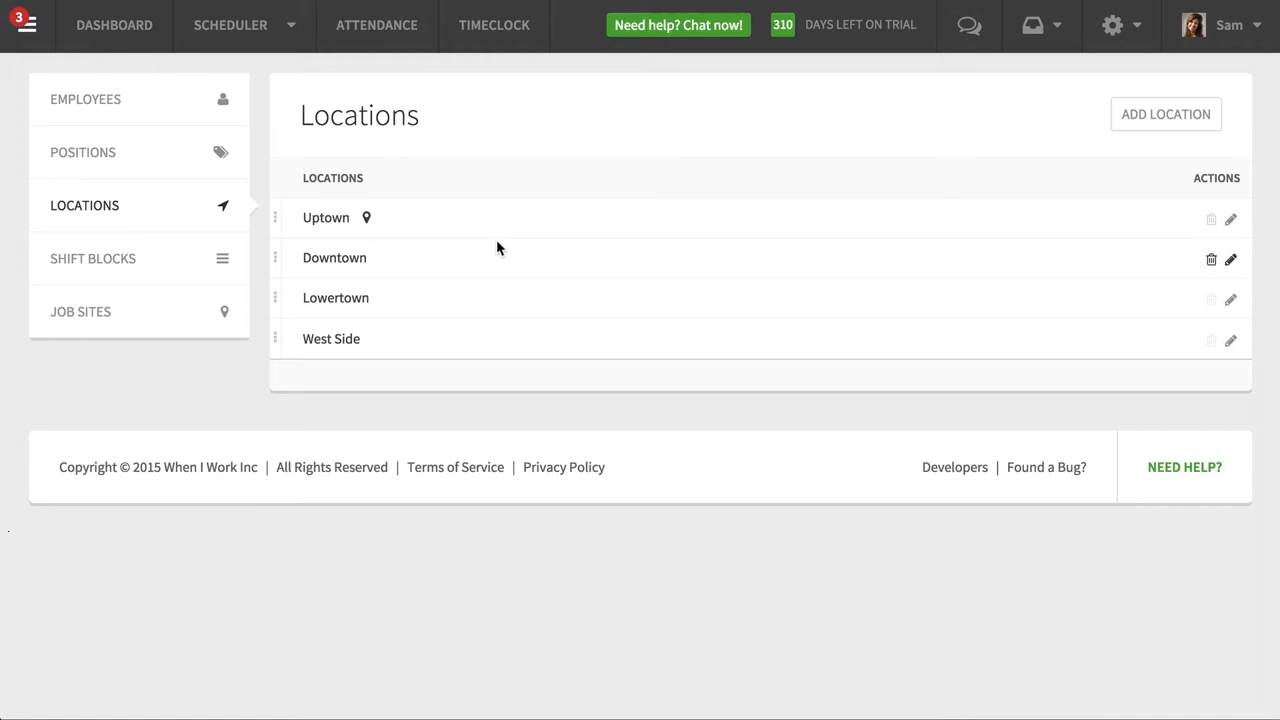 3
DASHBOARD SCHEDULER ATTENDANCE TIMECLOCK Need help? Chat now! 310 DAYS LEFT ON TRIAL Sam
EMPLOYEES
POSITIONS
LOCATIONS
SHIFT BLOCKS
JOB SITES
Locations
ADD LOCATION
LOCATIONS ACTIONS
Uptown
Downtown
Lowertown
West Side
Copyright © 2015 When I Work Inc | All Rights Reserved | Terms of Service | Privacy Policy
Developers | Found a Bug?
NEED HELP?